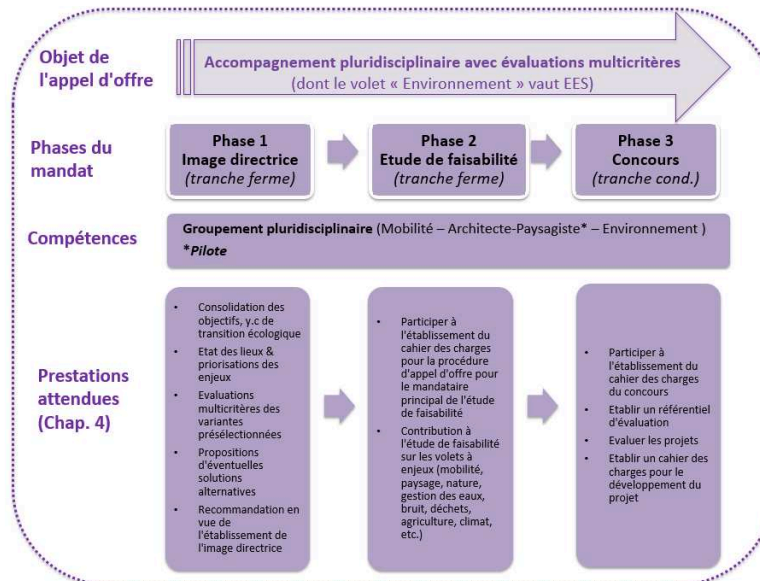 Objet de
l'appel d'offre
Accompagnement pluridisciplinaire avec évaluations multicritères
(dont le volet « Environnement » vaut EES)
Phases du
mandat
Phase 1
Image directrice
(tranche ferme)
Phase 2
Etude de faisabilité
(tranche ferme)
Phase 3
Concours
(tranche cond.)
Compétences
Groupement pluridisciplinaire (Mobilité – Architecte-Paysagiste* – Environnement )
*Pilote
Prestations
attendues
(Chap. 4)
• Consolidation des
objectifs, y.c de
transition écologique
• Etat des lieux &
priorisations des
enjeux
• Evaluations
multicritères des
variantes
présélectionnées
• Propositions
d'éventuelles
solutions
alternatives
• Recommandation en
vue de
l'établissement de
l'image directrice
• Participer à
l'établissement du
cahier des charges
pour la procédure
d'appel d'offre pour
le mandataire
principal de l'étude
de faisabilité
• Contribution à
l'étude de faisabilité
sur les volets à
enjeux (mobilité,
paysage, nature,
gestion des eaux,
bruit, déchets,
agriculture, climat,
etc.)
• Participer à
l'établissement du
cahier des charges
du concours
• Etablir un référentiel
d'évaluation
• Evaluer les projets
• Etablir un cahier des
charges pour le
développement du
projet